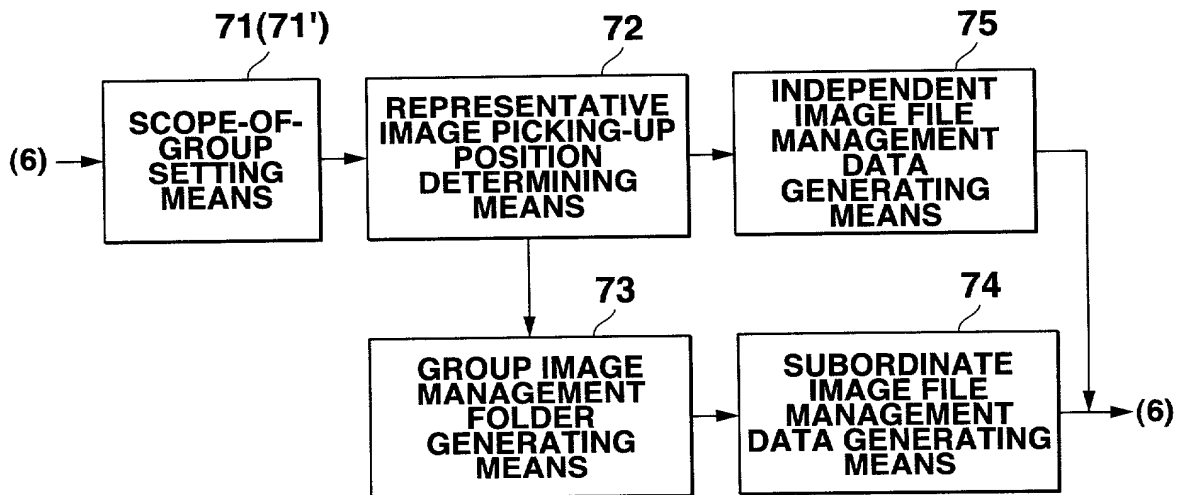 71(71')
72
75
(6)
SCOPE-OF-
GROUP
SETTING
MEANS
REPRESENTATIVE
IMAGE PICKING-UP
POSITION
DETERMINING
MEANS
INDEPENDENT
IMAGE FILE
MANAGEMENT
DATA
GENERATING
MEANS
73
74
GROUP IMAGE
MANAGEMENT
FOLDER
GENERATING
MEANS
SUBORDINATE
IMAGE FILE
MANAGEMENT
DATA GENERATING
MEANS
(6)